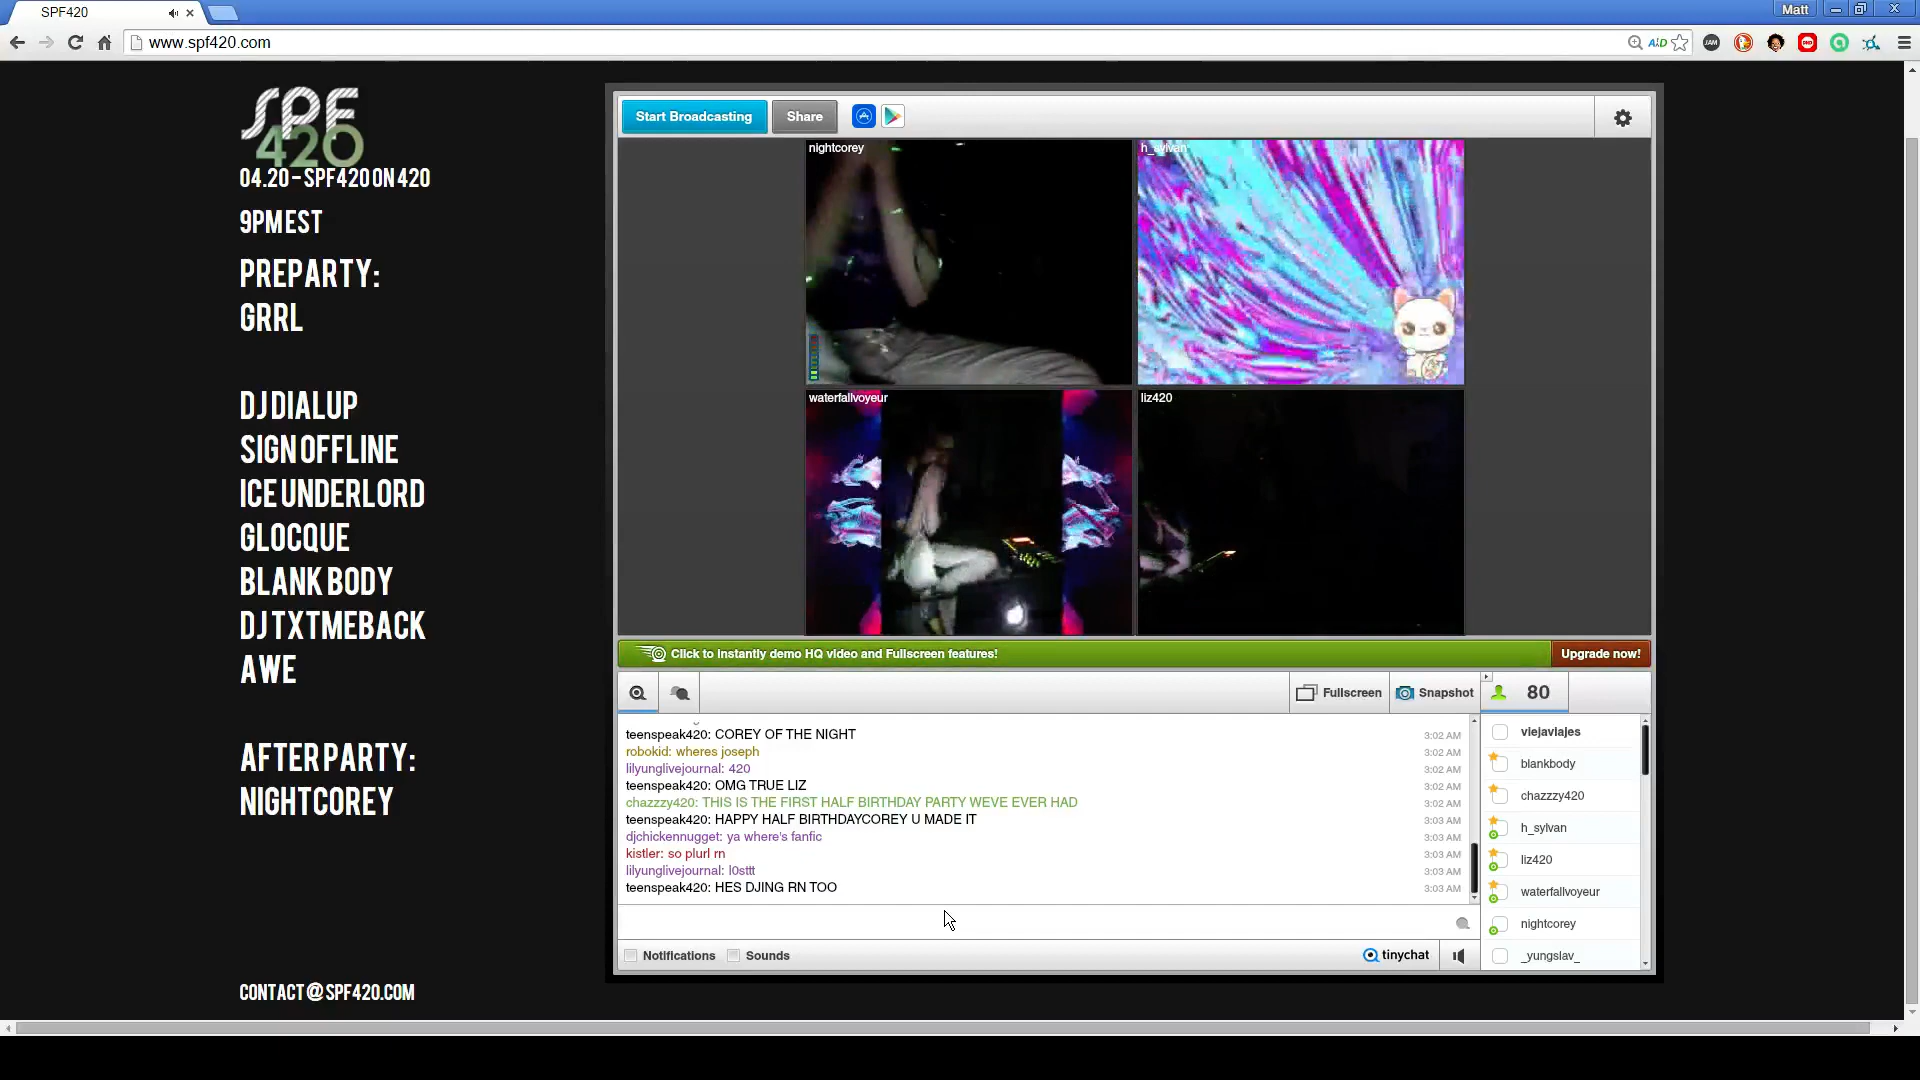 SPF420
Matt
www.spf420.com
SPF
420
04.20 - SPF420 ON 420
9PM EST
PREPARTY:
GRRL
DJ DIALUP
SIGN OFFLINE
ICE UNDERLORD
GLOCQUE
BLANK BODY
DJ TXTMEBACK
AWE
AFTER PARTY:
NIGHTCOREY
CONTACT @ SPF420.COM
Start Broadcasting
Share
nightcorey
h_sylvan
waterfallvoyeur
liz420
Click to instantly demo HQ video and Fullscreen features!
Upgrade now!
Fullscreen
Snapshot
80
teenspeak420: COREY OF THE NIGHT 3:02 AM
robokid: wheres joseph 3:02 AM
lilyunglivejournal: 420 3:02 AM
teenspeak420: OMG TRUE LIZ 3:02 AM
chazzzy420: THIS IS THE FIRST HALF BIRTHDAY PARTY WEVE EVER HAD 3:02 AM
teenspeak420: HAPPY HALF BIRTHDAYCOREY U MADE IT 3:03 AM
djchickennugget: ya where's fanfic 3:03 AM
kistler: so plurl rn 3:03 AM
lilyunglivejournal: l0sttt 3:03 AM
teenspeak420: HES DJING RN TOO 3:03 AM
viejaviajes
blankbody
chazzzy420
h_sylvan
liz420
waterfallvoyeur
nightcorey
_yungslav_
Notifications
Sounds
tinychat